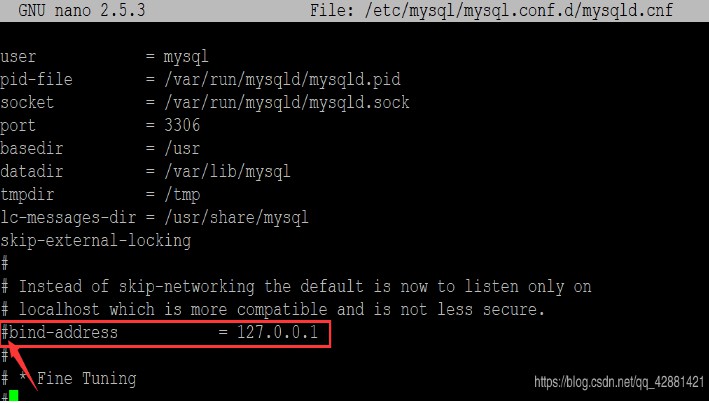 GNU nano 2.5.3 File: /etc/mysql/mysql.conf.d/mysqld.cnf
user = mysql
pid-file = /var/run/mysqld/mysqld.pid
socket = /var/run/mysqld/mysqld.sock
port = 3306
basedir = /usr
datadir = /var/lib/mysql
tmpdir = /tmp
lc-messages-dir = /usr/share/mysql
skip-external-locking
#
# Instead of skip-networking the default is now to listen only on
# localhost which is more compatible and is not less secure.
#bind-address = 127.0.0.1
#
# * Fine Tuning
#
https://blog.csdn.net/qq_42881421